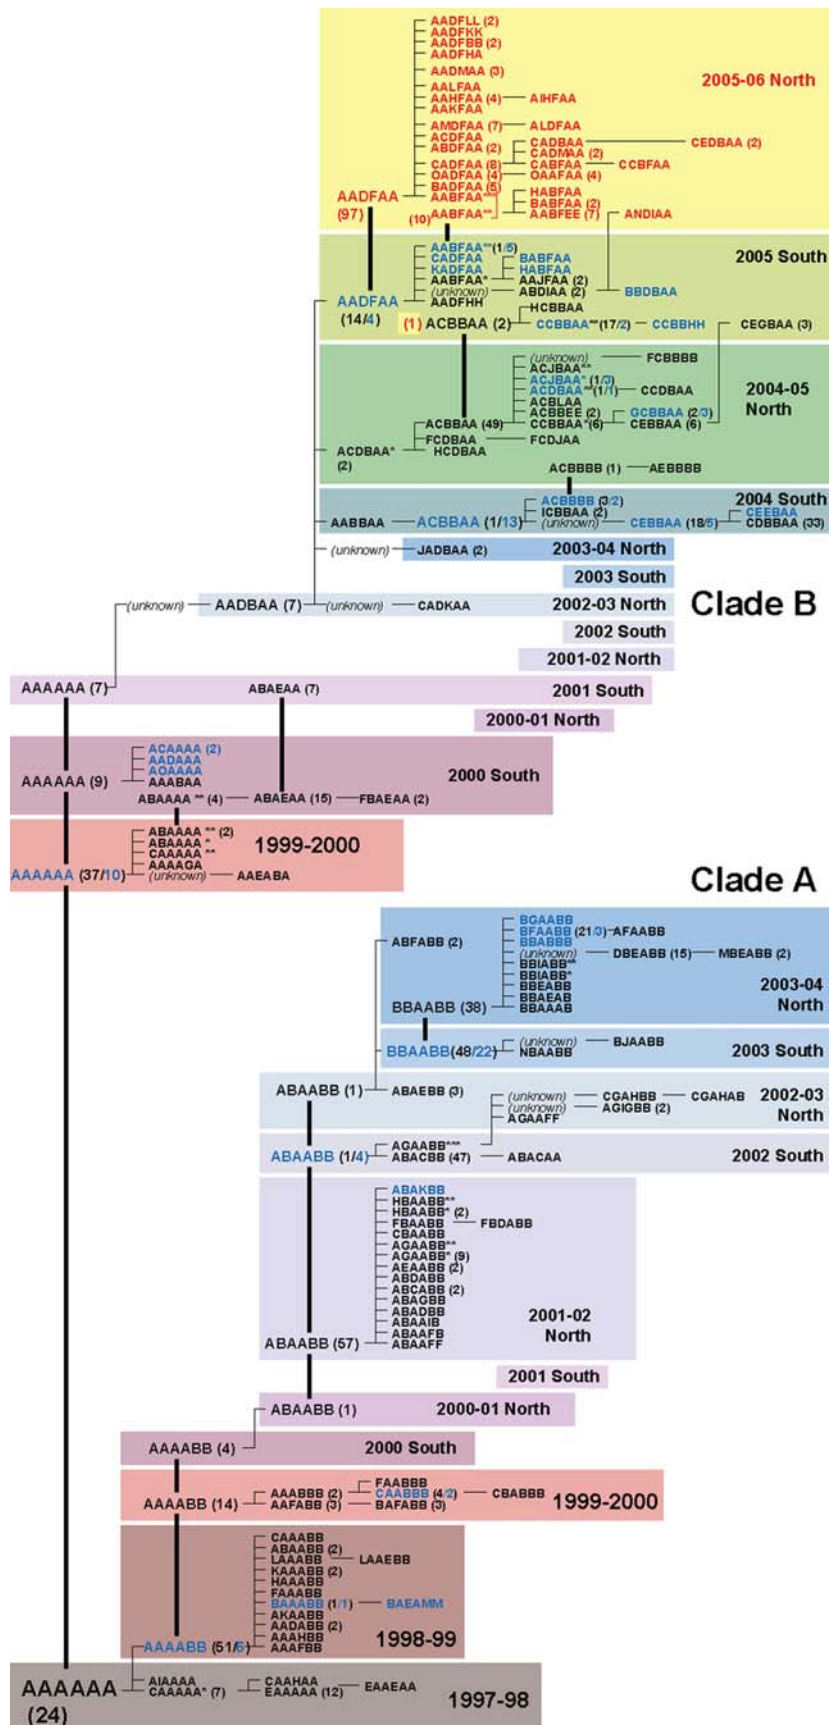 AADFLL (2)
AADFKK
AADFBB (2)
AADFHA
AADMAA (3)
2005-06 North
AALFAA
AAHFAA (4) AIHFAA
AAKFAA
AMDFAA (7) ALDFAA
ACDFAA
ABDFAA (2) CADBAA CEDBAA (2)
CADMAA (2)
CADFAA (8) CABFAA CCBFAA
OADFAA (4) OAAFAA (4)
BADFAA (5)
AADFAA AABFAA** HABFAA
BABFAA (2)
(97) (10) AABFAA** AABFEE (7) ANDIAA
AABFAA** (1/5) 2005 South
CADFAA BABFAA
KADFAA HABFAA
AABFAA* AAJFAA (2)
(unknown) ABDIAA (2) BBDBAA
AADFAA AADFHH
(14/4) HCBBAA
(1) ACBBAA (2) CCBBAA** (17/2) CCBBHH CEGBAA (3)
(unknown) FCBBBB
ACJBAA**
ACJBAA* (1/3) 2004-05
North
ACDBAA** (1/1) CCDBAA
ACBLAA
ACBBEE (2) GCBBAA (2/3)
ACBBAA (49) CCBBAA* (6) CEBBAA (6)
FCDBAA FCDJAA
ACDBAA* HCDBAA
(2)
ACBBBB (1) AEBBBB
2004 South
ACBBBB (3/2)
ICBBAA (2) CEEBAA
AABBAA ACBBAA (1/13) (unknown) CEBBAA (18/5) CDBBAA (33)
(unknown) JADBAA (2) 2003-04 North
2003 South
(unknown) AADBAA (7) (unknown) CADKAA 2002-03 North
Clade B
2002 South
2001-02 North
AAAAAA (7) ABAEAA (7) 2001 South
2000-01 North
ACAAAA (2)
AADAAA
AOAAAA
AAAAAA (9) AAABAA 2000 South
ABAAAA ** (4) ABAEAA (15) FBAEAA (2)
ABAAAA ** (2)
ABAAAA *
CAAAAA ** 1999-2000
AAAAGA
AAAAAA (37/10) (unknown) AAEABA
Clade A
BGAABB
BFAABB (21/3) AFAABB
ABFABB (2) BBABBB
(unknown) DBEABB (15) MBEABB (2)
BBIABB**
BBIABB*
BBEABB 2003-04
North
BBAEAB
BBAABB (38) BBAAAB
(unknown) BJAABB
BBAABB (48/22) NBAABB 2003 South
ABAABB (1) ABAEBB (3) (unknown) CGAHBB CGAHAB 2002-03
North
(unknown) AGIGBB (2)
AGAAFF
AGAABB***
ABAABB (1/4) ABACBB (47) ABACAA 2002 South
ABAKBB
HBAABB**
HBAABB* (2)
FBAABB FBDABB
CBAABB
AGAABB**
AGAABB* (9)
AEAABB (2)
ABDABB
ABCABB (2)
ABAGBB
ABADBB
ABAAIB 2001-02
North
ABAAFB
ABAABB (57) ABAAFF
2001 South
ABAABB (1) 2000-01 North
AAAABB (4) 2000 South
FAABBB
AAABBB (2) CAABBB (4/2) CBABBB
AAAABB (14) AAFABB (3) BAFABB (3) 1999-2000
CAAABB
ABAABB (2)
LAAABB LAAEBB
KAAABB (2)
HAAABB
FAAABB
BAAABB (1/1) BAEAMM
AKAABB
AADABB (2)
AAAHBB 1998-99
AAAABB (51/6) AAAFBB
AIAAAA CAAHAA
AAAAAA CAAAAA* (7) EAAAAA (12) EAAEAA
(24) 1997-98